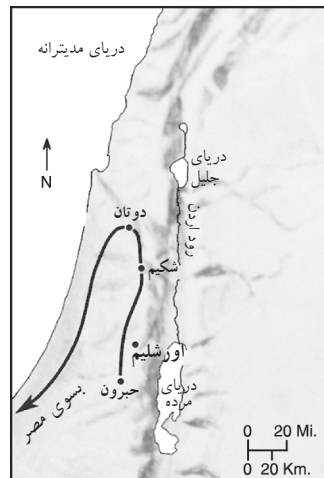 دریای مدیترانه
N
دریای
جلیل
رود اردن
دوتان
شکیم
اورشلیم
حبرون
دریای
مرده
بسوی مصر
0 20 Mi.
0 20 Km.